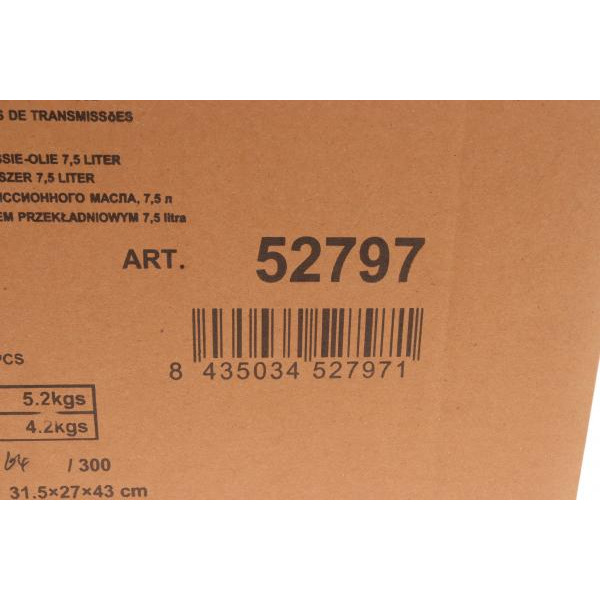 S DE TRANSMISSõES
SSIE-OLIE 7,5 LITER
SZER 7,5 LITER
ИССИОННОГО МАСЛА, 7,5 л
EM PRZEKŁADNIOWYM 7,5 litra
ART. 52797
8 435034 527971
PCS
5.2kgs
4.2kgs
64 /300
31.5×27×43 cm